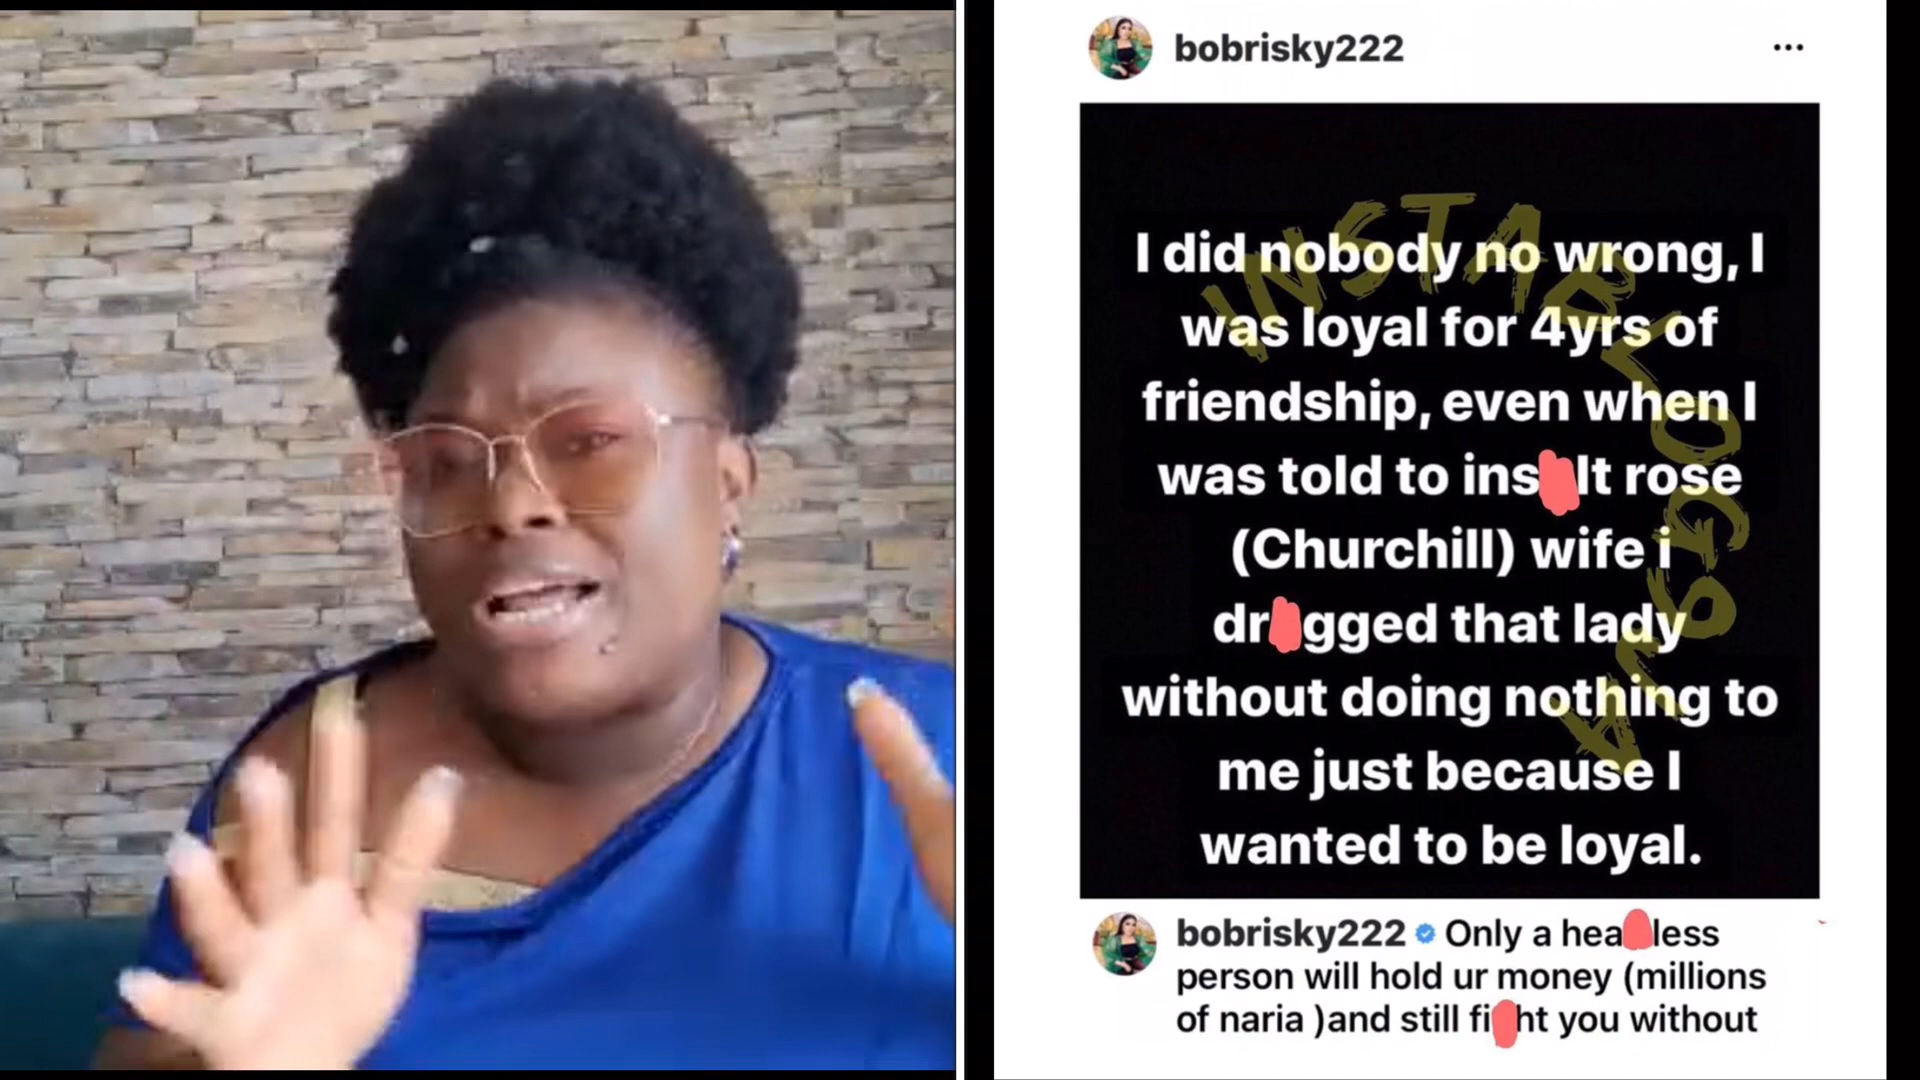 bobrisky222
I did nobody no wrong, I
was loyal for 4yrs of
friendship, even when I
was told to ins lt rose
(Churchill) wife i
dr gged that lady
without doing nothing to
me just because I
wanted to be loyal.
INSTABLOG9JA
bobrisky222 Only a hea less
person will hold ur money (millions
of naria )and still fi ht you without